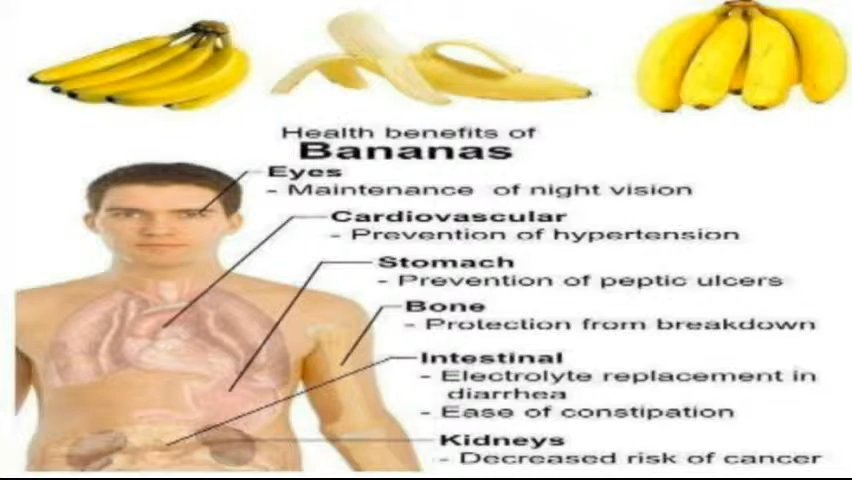 Health benefits of
Bananas
Eyes
- Maintenance of night vision
Cardiovascular
- Prevention of hypertension
Stomach
- Prevention of peptic ulcers
Bone
- Protection from breakdown
Intestinal
- Electrolyte replacement in
diarrhea
- Ease of constipation
Kidneys
- Decreased risk of cancer